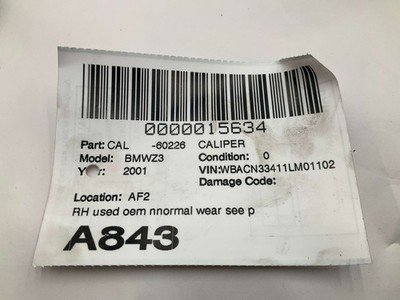 0000015634
Part: CAL -60226 CALIPER
Model: BMWZ3 Condition: 0
Year: 2001 VIN:WBACN33411LM01102
Damage Code:
Location: AF2
RH used oem nnormal wear see p
A843